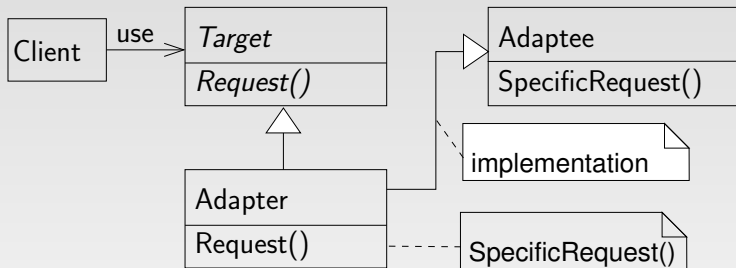 Client
use
Target
Request()
Adaptee
SpecificRequest()
implementation
Adapter
Request()
SpecificRequest()